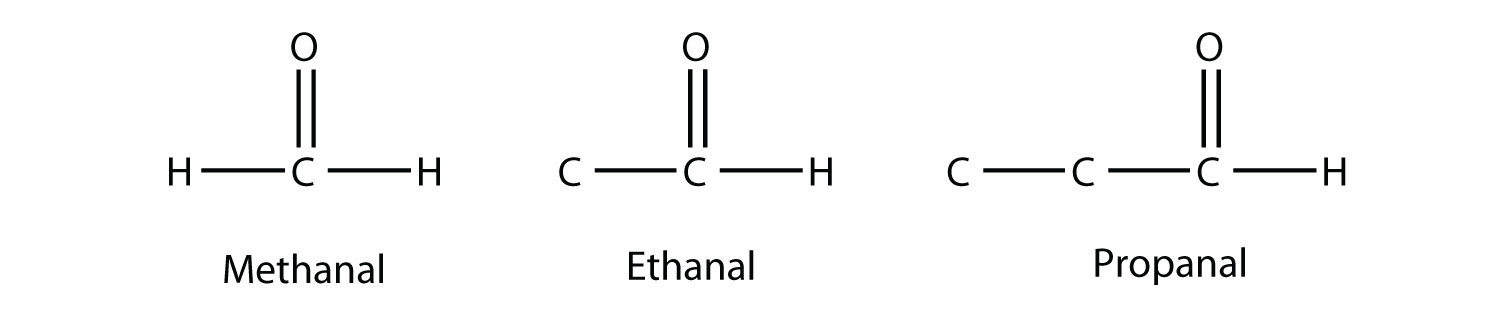 O O O
H C H C C H C C C H
Methanal Ethanal Propanal